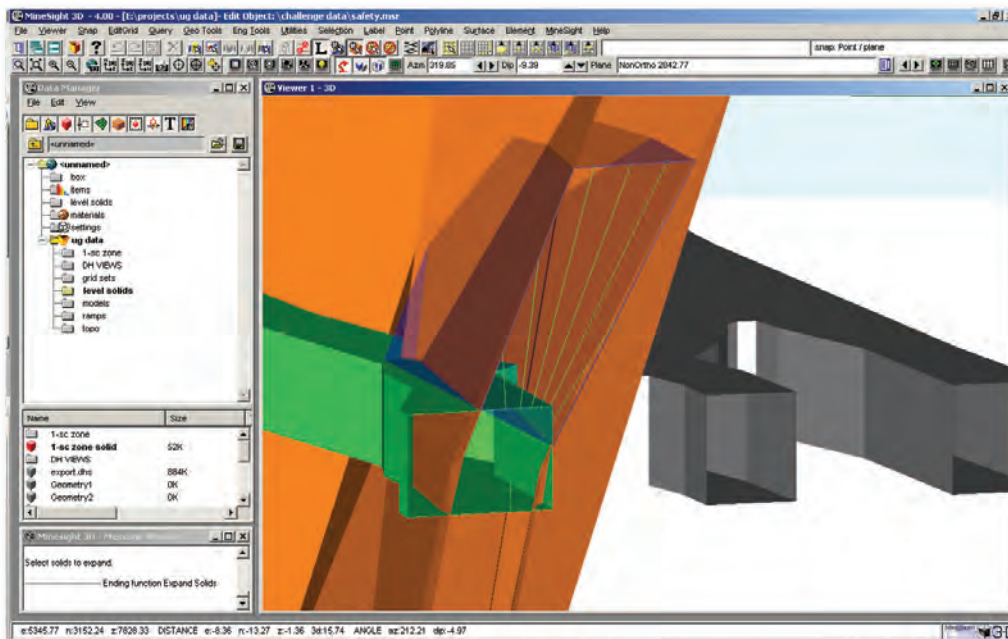 MineSight 3D - 4.00 - [E:\projects\ug data]- Edit Object: \challenge data\safety.msr
File Viewer Snap EditGrid Query Geo Tools Eng Tools Utilities Selection Label Point Polyline Surface Element MineSight Help
snap: Point / plane
Azm 319.85 Dip -9.39 Plane NonOrtho 2842.77
Data Manager
File Edit View
<unnamed>
<unnamed>
box
items
level solids
materials
settings
ug data
1-sc zone
DH VIEWS
grid sets
level solids
models
ramps
topo
Name Size
1-sc zone
1-sc zone solid 52K
DH VIEWS
export.dhs 884K
Geometry1 0K
Geometry2 0K
MineSight 3D -
Select solids to expand.
Ending function Expand Solids
Viewer 1 - 3D
e:5345.77 n:3152.24 z:7828.33 DISTANCE e:-8.36 n:-13.27 z:-1.36 3d:15.74 ANGLE az:212.21 dip:-4.97